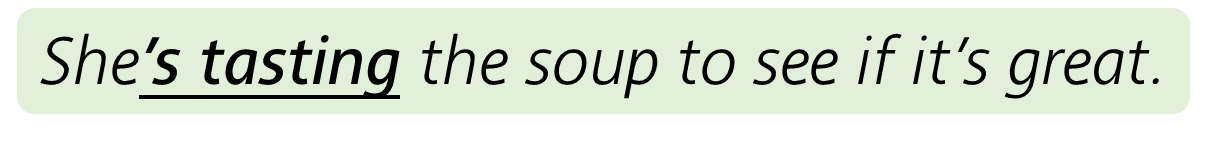 She’s tasting the soup to see if it’s great.